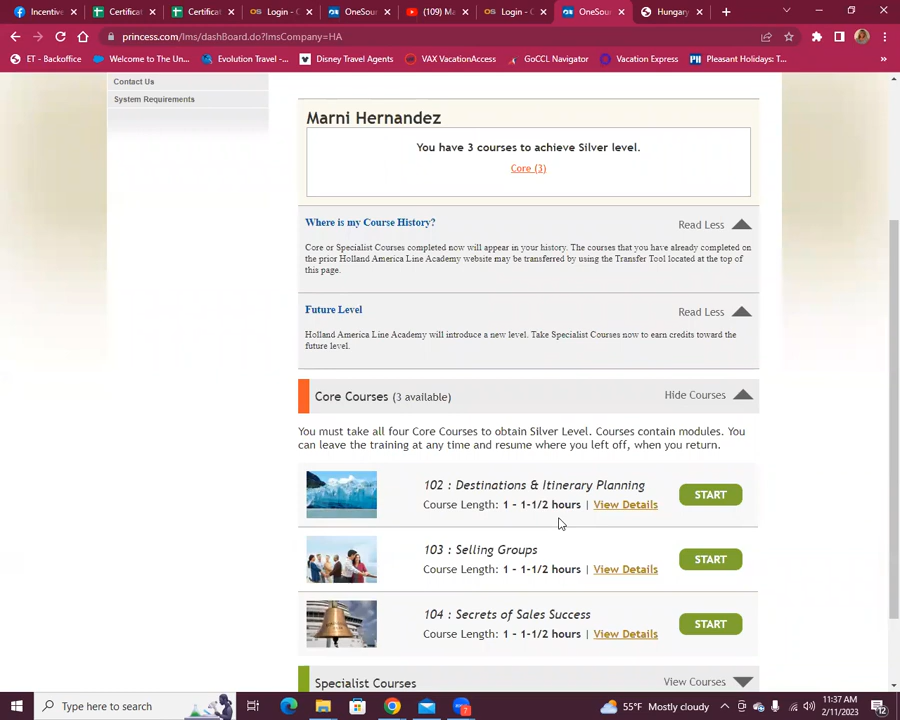 Incentive
Certificat
Certificat
Login - C
OneSour
(109) Ma
Login - C
OneSour
Hungary
princess.com/lms/dashBoard.do?lmsCompany=HA
ET - Backoffice
Welcome to The Un...
Evolution Travel -...
Disney Travel Agents
VAX VacationAccess
GoCCL Navigator
Vacation Express
Pleasant Holidays: T...
Contact Us
System Requirements
Marni Hernandez
You have 3 courses to achieve Silver level.
Core (3)
Where is my Course History?
Read Less
Core or Specialist Courses completed now will appear in your history. The courses that you have already completed on
the prior Holland America Line Academy website may be transferred by using the Transfer Tool located at the top of
this page.
Future Level
Read Less
Holland America Line Academy will introduce a new level. Take Specialist Courses now to earn credits toward the
future level.
Core Courses (3 available)
Hide Courses
You must take all four Core Courses to obtain Silver Level. Courses contain modules. You
can leave the training at any time and resume where you left off, when you return.
102 : Destinations & Itinerary Planning
Course Length: 1 - 1-1/2 hours | View Details
START
103 : Selling Groups
Course Length: 1 - 1-1/2 hours | View Details
START
104 : Secrets of Sales Success
Course Length: 1 - 1-1/2 hours | View Details
START
Specialist Courses
View Courses
Type here to search
7
55°F Mostly cloudy
11:37 AM
2/11/2023
12